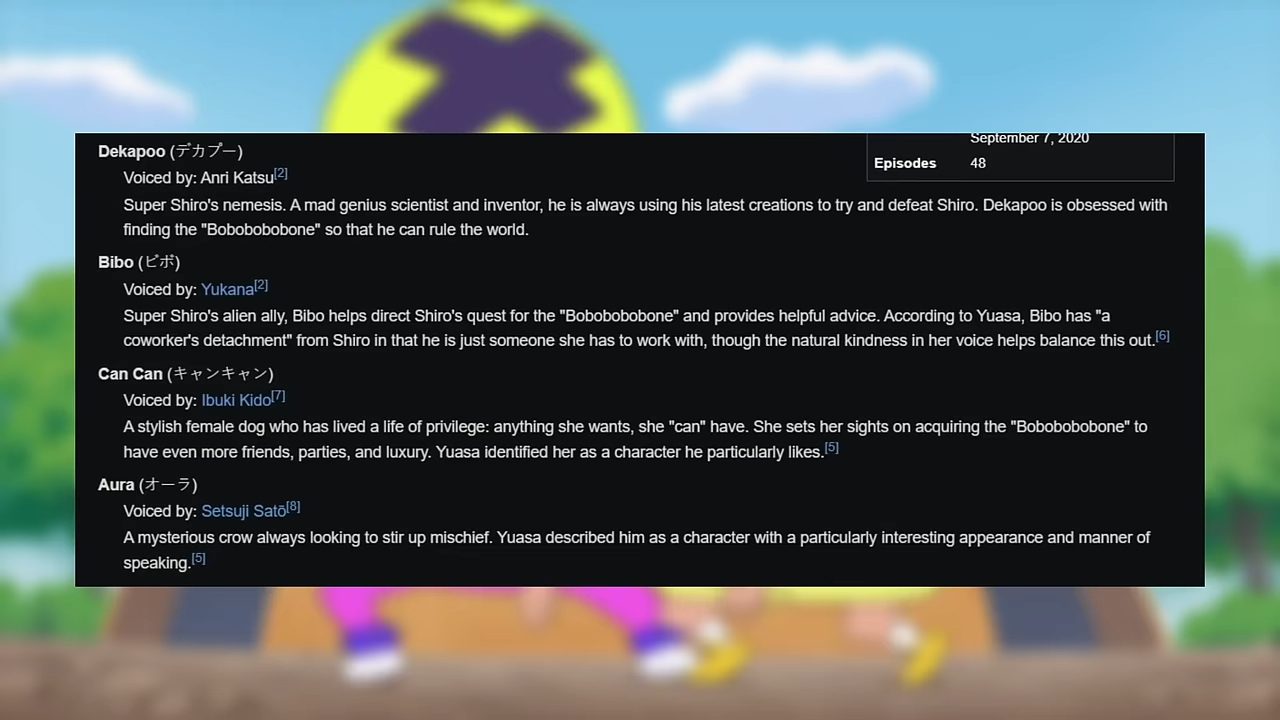 September 7, 2020
Episodes 48
Dekapoo (デカプー)
Voiced by: Anri Katsu[2]
Super Shiro's nemesis. A mad genius scientist and inventor, he is always using his latest creations to try and defeat Shiro. Dekapoo is obsessed with
finding the "Bobobobobone" so that he can rule the world.
Bibo (ビボ)
Voiced by: Yukana[2]
Super Shiro's alien ally, Bibo helps direct Shiro's quest for the "Bobobobobone" and provides helpful advice. According to Yuasa, Bibo has "a
coworker's detachment" from Shiro in that he is just someone she has to work with, though the natural kindness in her voice helps balance this out.[6]
Can Can (キャンキャン)
Voiced by: Ibuki Kido[7]
A stylish female dog who has lived a life of privilege: anything she wants, she "can" have. She sets her sights on acquiring the "Bobobobobone" to
have even more friends, parties, and luxury. Yuasa identified her as a character he particularly likes.[5]
Aura (オーラ)
Voiced by: Setsuji Satō[8]
A mysterious crow always looking to stir up mischief. Yuasa described him as a character with a particularly interesting appearance and manner of
speaking.[5]